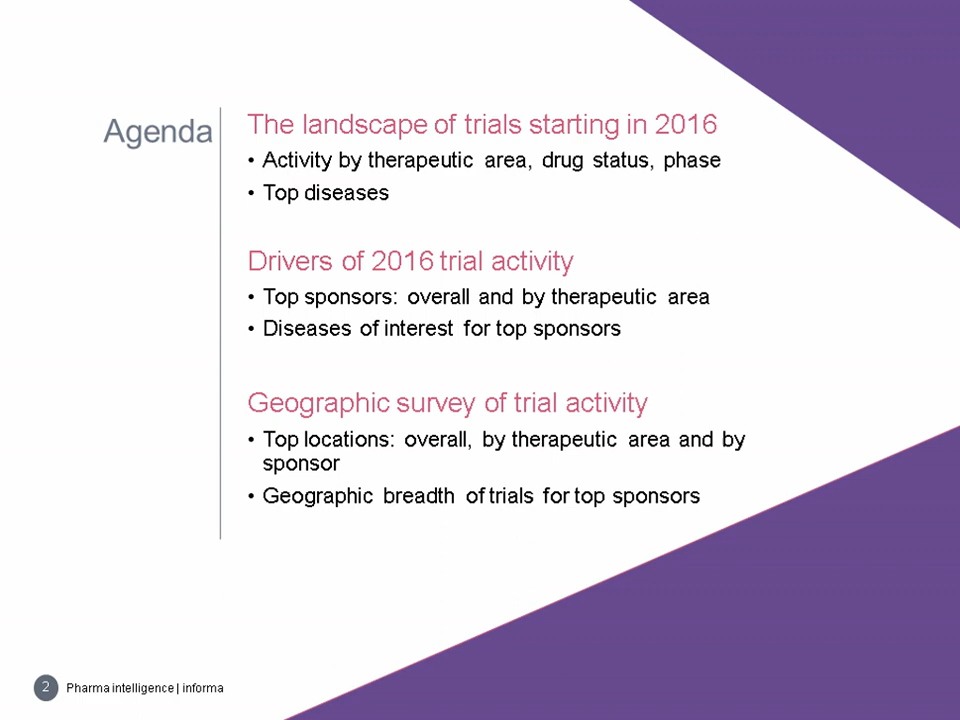 Agenda
The landscape of trials starting in 2016
• Activity by therapeutic area, drug status, phase
• Top diseases
Drivers of 2016 trial activity
• Top sponsors: overall and by therapeutic area
• Diseases of interest for top sponsors
Geographic survey of trial activity
• Top locations: overall, by therapeutic area and by
sponsor
• Geographic breadth of trials for top sponsors
2 Pharma intelligence | informa